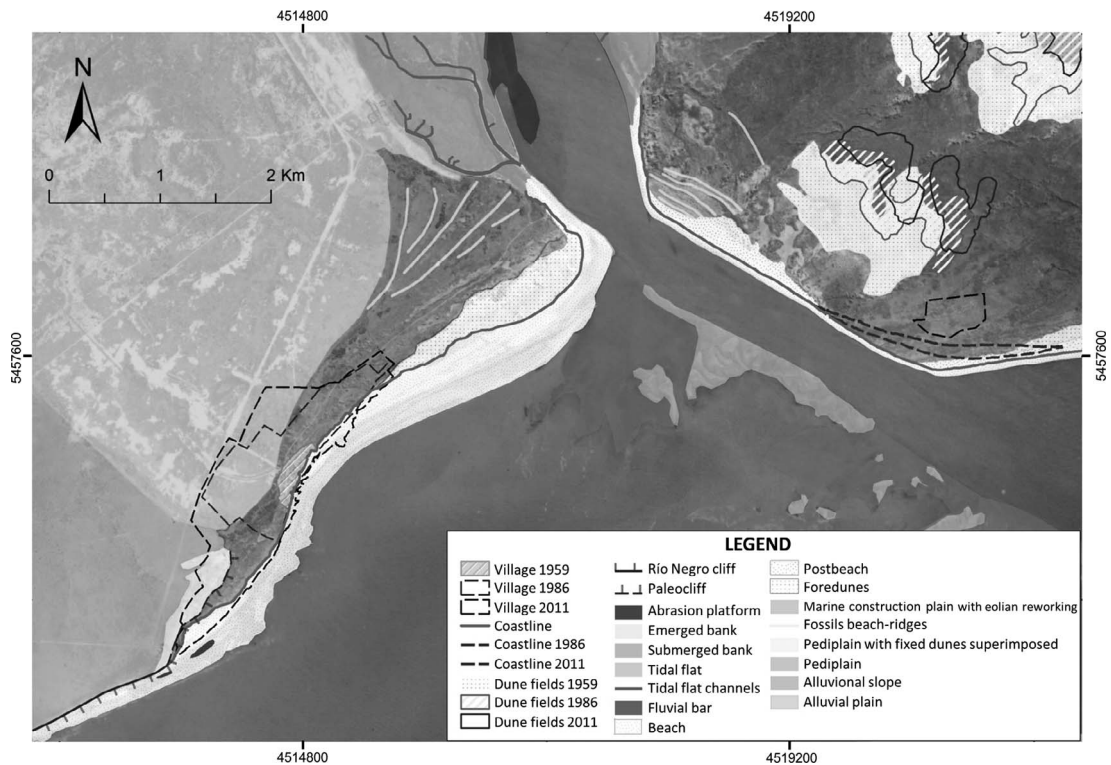 4514800
4519200
N
0
1
2 Km
5457600
5457600
LEGEND
Village 1959
Village 1986
Village 2011
Coastline
Coastline 1986
Coastline 2011
Dune fields 1959
Dune fields 1986
Dune fields 2011
Río Negro cliff
Paleocliff
Abrasion platform
Emerged bank
Submerged bank
Tidal flat
Tidal flat channels
Fluvial bar
Beach
Postbeach
Foredunes
Marine construction plain with eolian reworking
Fossils beach-ridges
Pediplain with fixed dunes superimposed
Pediplain
Alluvional slope
Alluvial plain
4514800
4519200